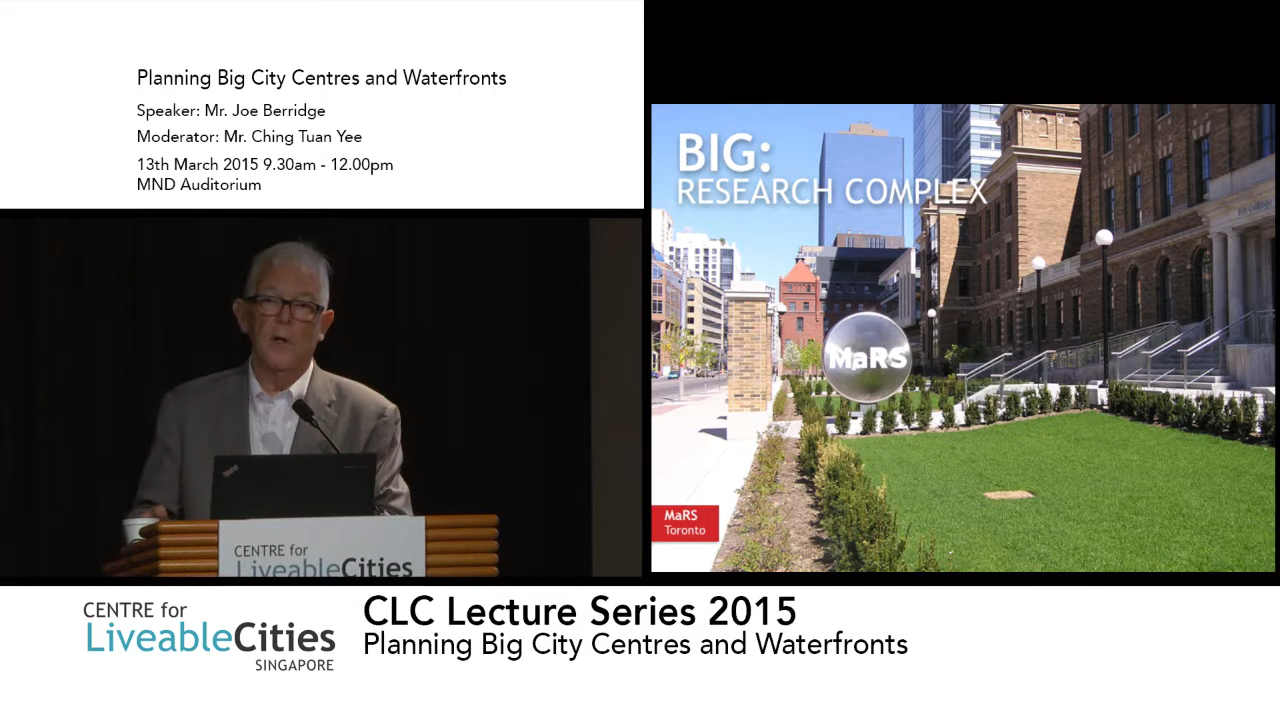 Planning Big City Centres and Waterfronts
Speaker: Mr. Joe Berridge
Moderator: Mr. Ching Tuan Yee
13th March 2015 9.30am - 12.00pm
MND Auditorium
BIG:
RESEARCH COMPLEX
MaRS
MaRS
Toronto
CENTRE for
LiveableCities
CENTRE for
LiveableCities
SINGAPORE
CLC Lecture Series 2015
Planning Big City Centres and Waterfronts